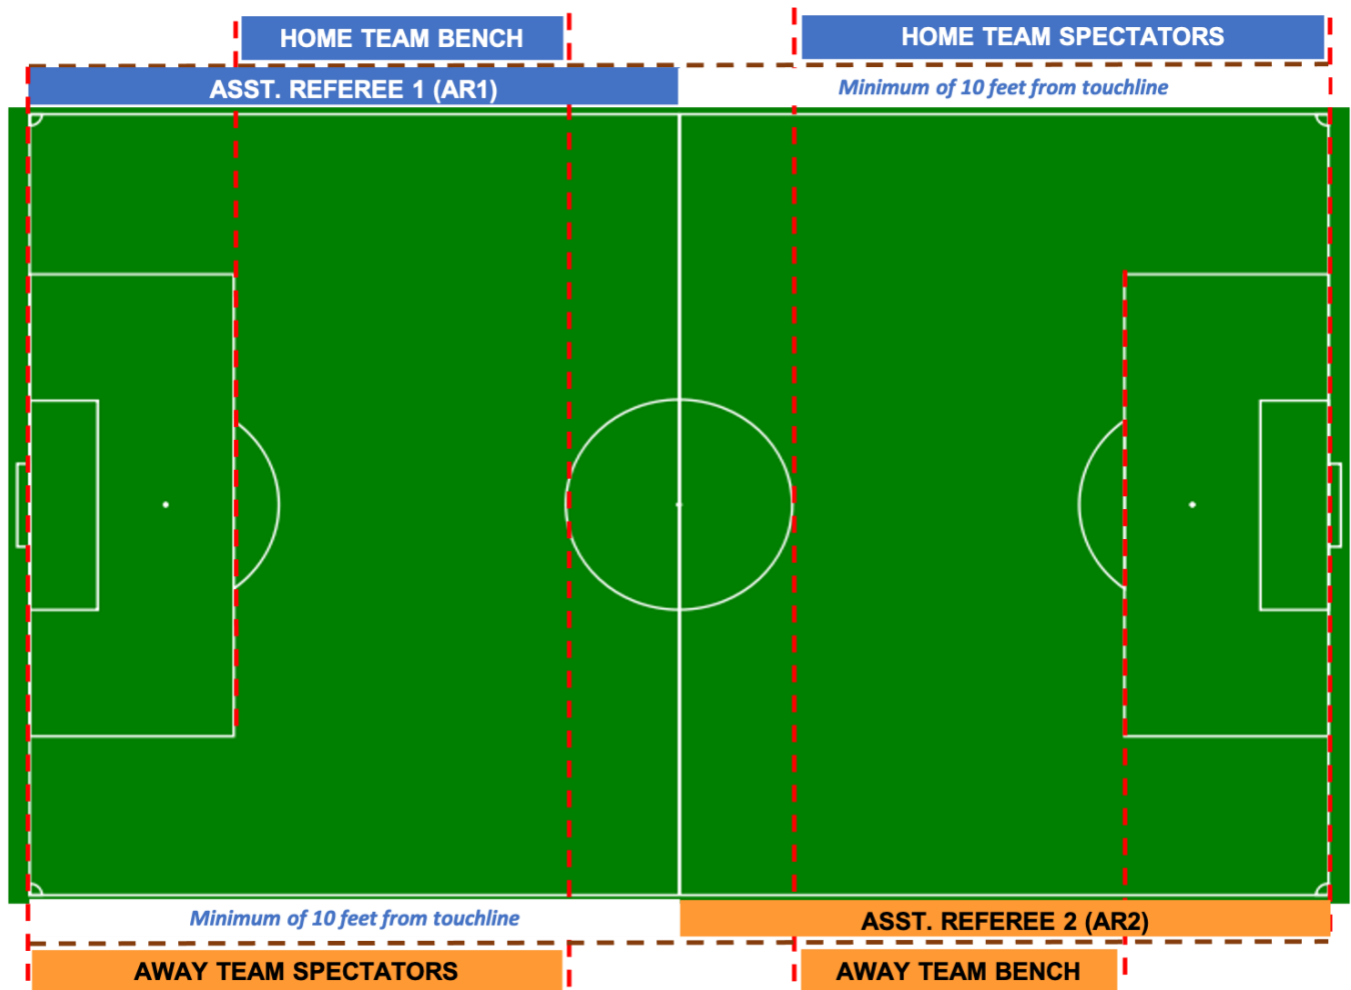 HOME TEAM BENCH
HOME TEAM SPECTATORS
ASST. REFEREE 1 (AR1)
Minimum of 10 feet from touchline
Minimum of 10 feet from touchline
ASST. REFEREE 2 (AR2)
AWAY TEAM SPECTATORS
AWAY TEAM BENCH